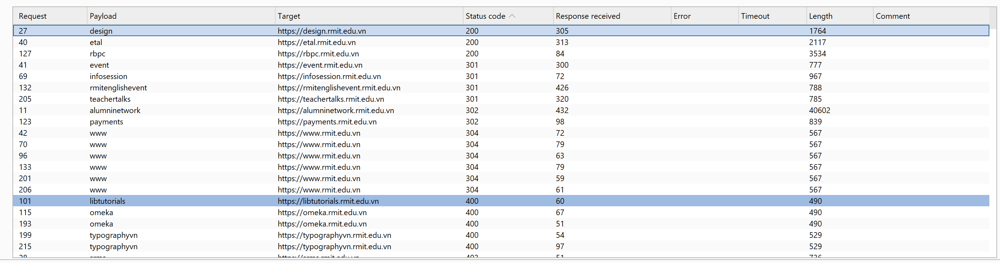 Request Payload Target Status code Response received Error Timeout Length Comment
27 design https://design.rmit.edu.vn 200 305 1764
40 etal https://etal.rmit.edu.vn 200 313 2117
127 rbpc https://rbpc.rmit.edu.vn 200 84 3534
41 event https://event.rmit.edu.vn 301 300 777
69 infosession https://infosession.rmit.edu.vn 301 72 967
132 rmitenglishevent https://rmitenglishevent.rmit.edu.vn 301 426 788
205 teachertalks https://teachertalks.rmit.edu.vn 301 320 785
11 alumninetwork https://alumninetwork.rmit.edu.vn 302 432 40602
123 payments https://payments.rmit.edu.vn 302 98 839
42 www https://www.rmit.edu.vn 304 72 567
70 www https://www.rmit.edu.vn 304 79 567
96 www https://www.rmit.edu.vn 304 63 567
133 www https://www.rmit.edu.vn 304 79 567
201 www https://www.rmit.edu.vn 304 59 567
206 www https://www.rmit.edu.vn 304 61 567
101 libtutorials https://libtutorials.rmit.edu.vn 400 60 490
115 omeka https://omeka.rmit.edu.vn 400 67 490
193 omeka https://omeka.rmit.edu.vn 400 51 490
199 typographyvn https://typographyvn.rmit.edu.vn 400 54 529
215 typographyvn https://typographyvn.rmit.edu.vn 400 97 529